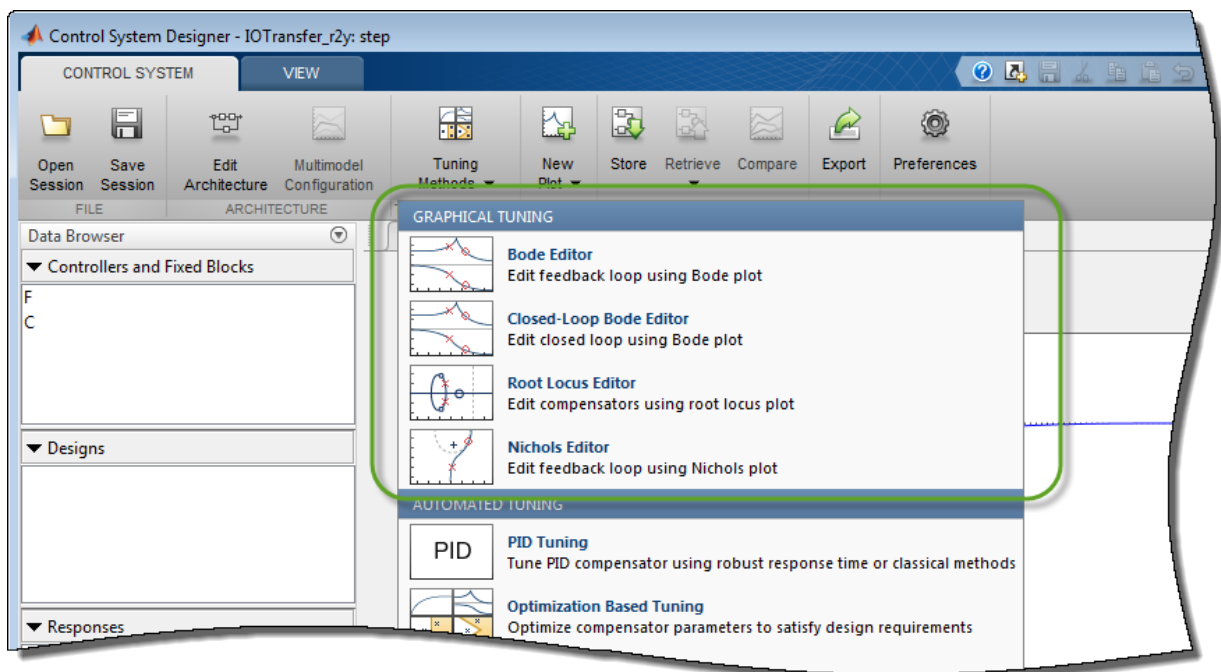 Control System Designer - IOTransfer_r2y: step
CONTROL SYSTEM
VIEW
Open Session
Save Session
Edit Architecture
Multimodel Configuration
Tuning Methods
New Plot
Store
Retrieve
Compare
Export
Preferences
FILE
ARCHITECTURE
Data Browser
Controllers and Fixed Blocks
F
C
Designs
Responses
GRAPHICAL TUNING
Bode Editor
Edit feedback loop using Bode plot
Closed-Loop Bode Editor
Edit closed loop using Bode plot
Root Locus Editor
Edit compensators using root locus plot
Nichols Editor
Edit feedback loop using Nichols plot
AUTOMATED TUNING
PID
PID Tuning
Tune PID compensator using robust response time or classical methods
Optimization Based Tuning
Optimize compensator parameters to satisfy design requirements